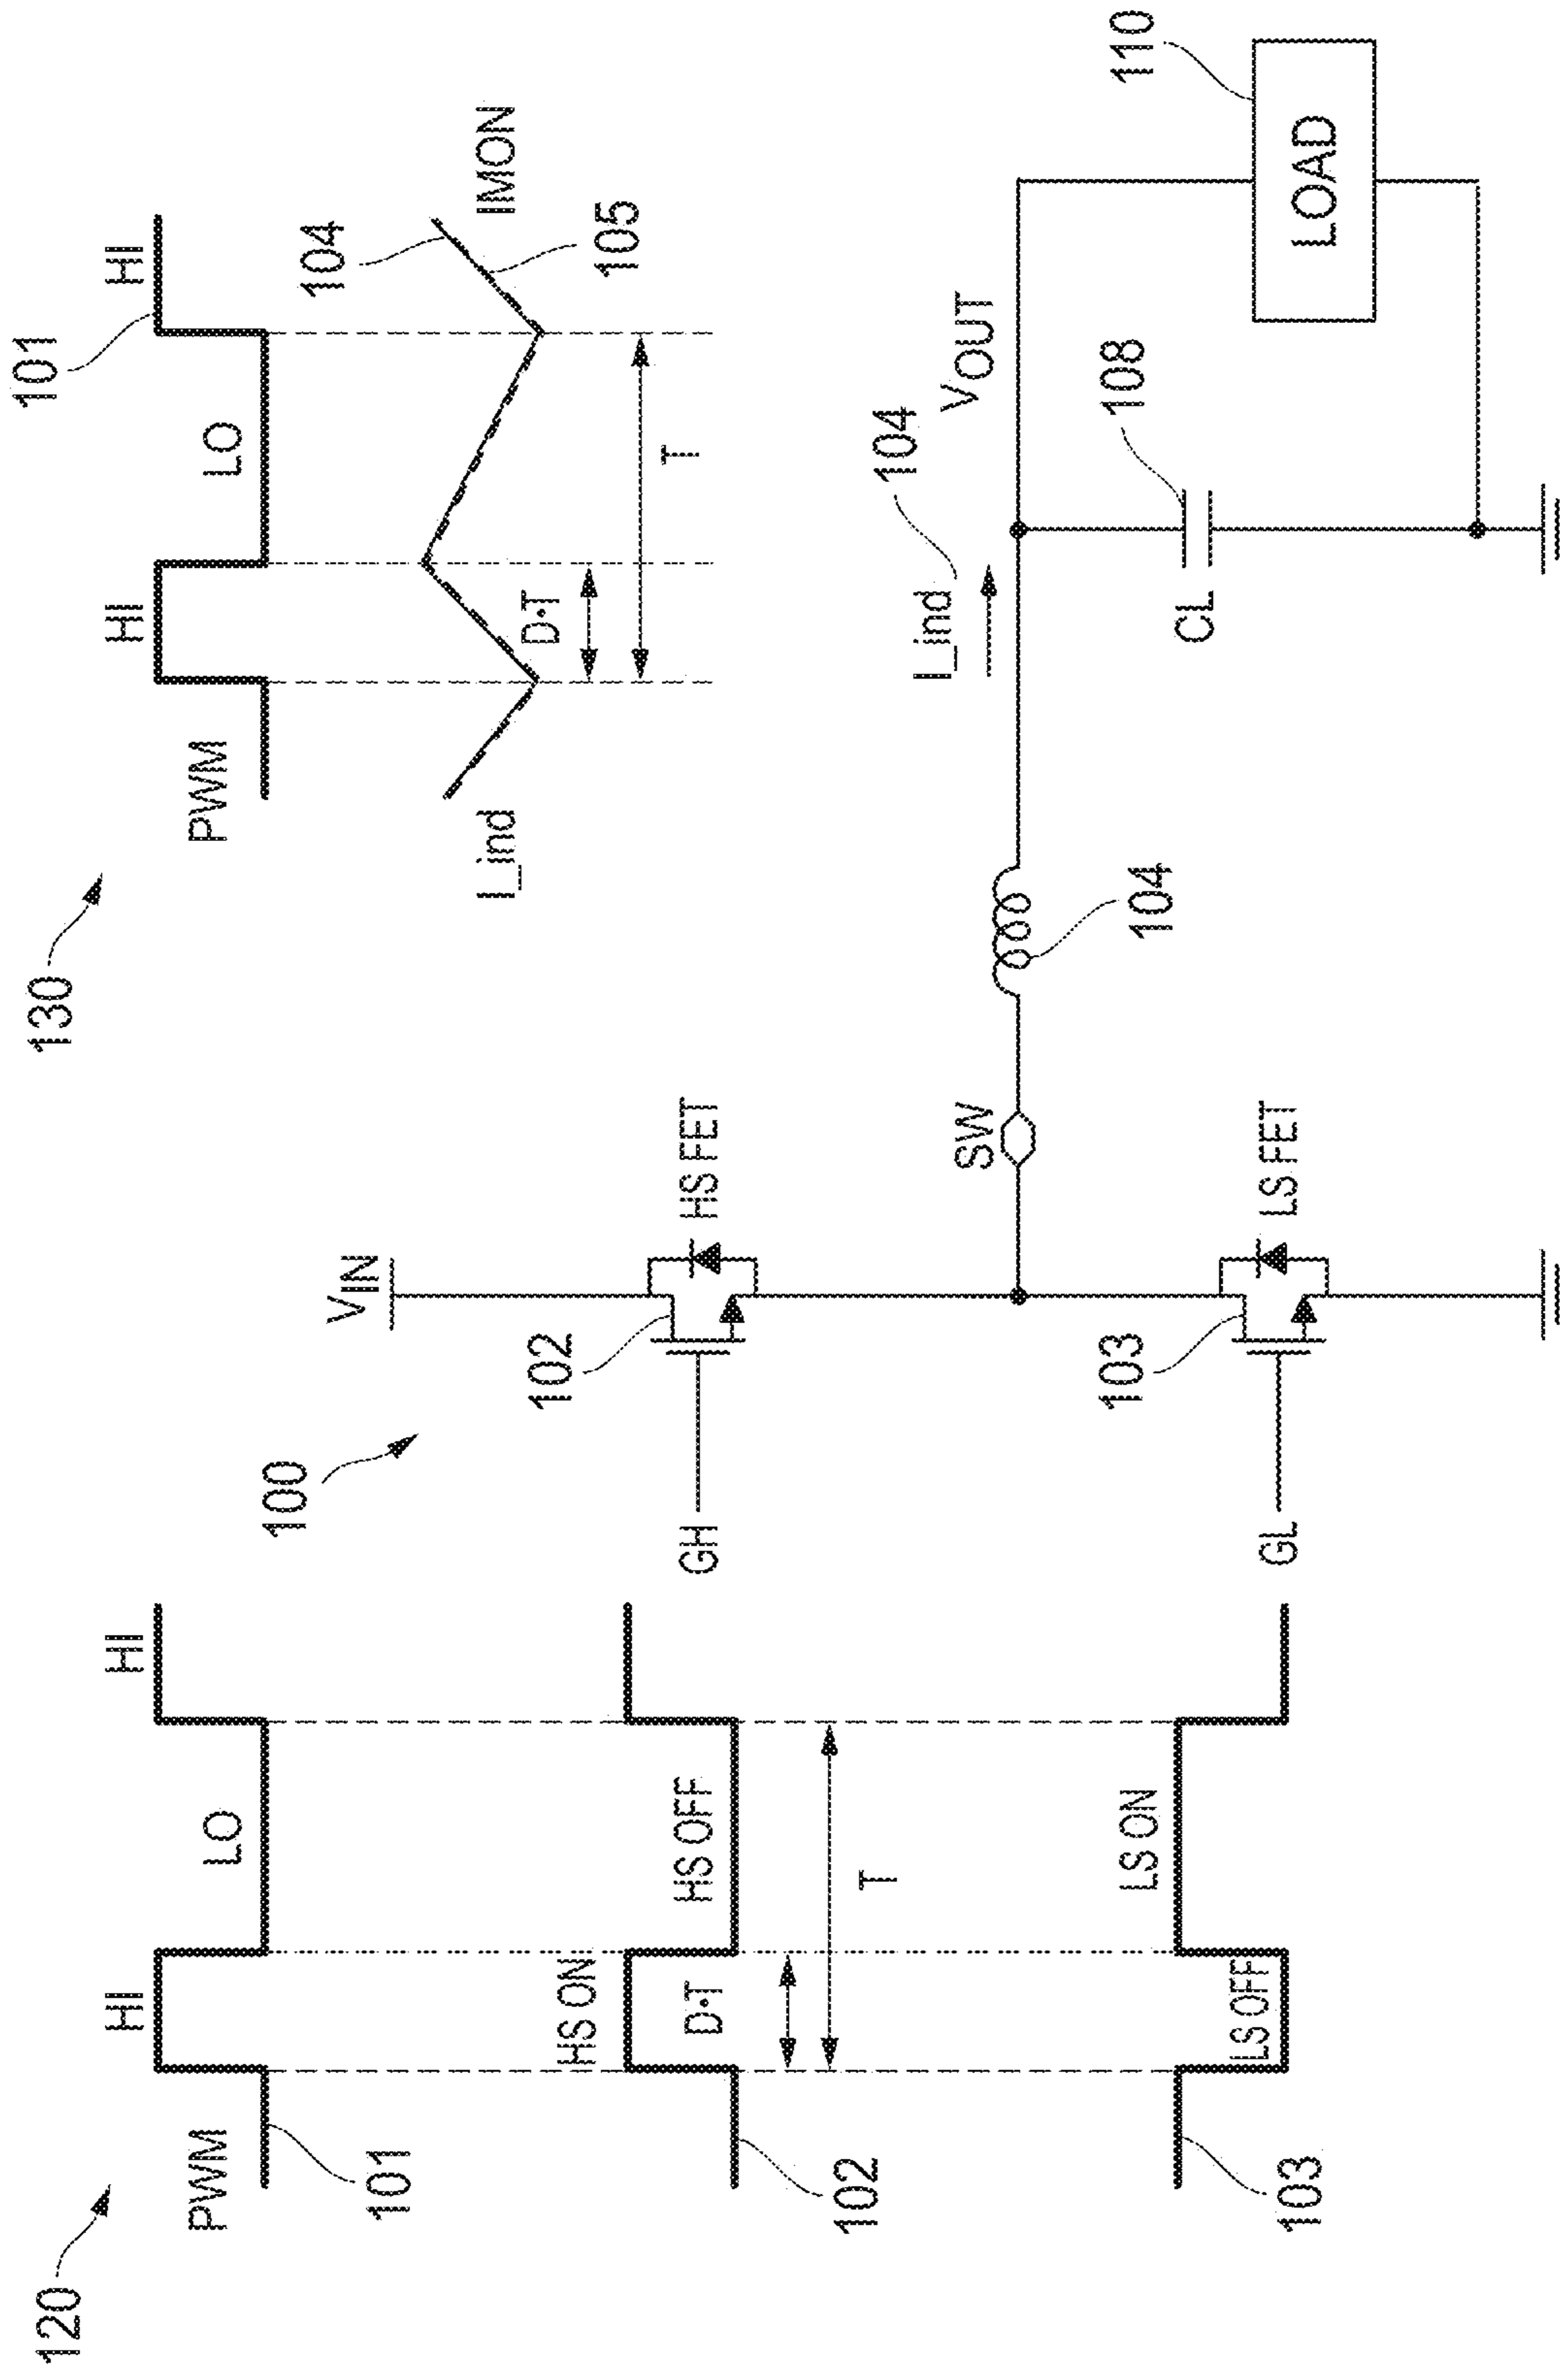 120
PWM
101
HI
LO
HI
102
HS ON
D•T
HS OFF
T
103
LS OFF
LS ON
100
VIN
GH
102
HS FET
GL
103
LS FET
SW
104
I_ind
104
VOUT
CL
108
LOAD
110
130
PWM
HI
LO
HI
101
I_ind
D•T
T
104
105
IMON